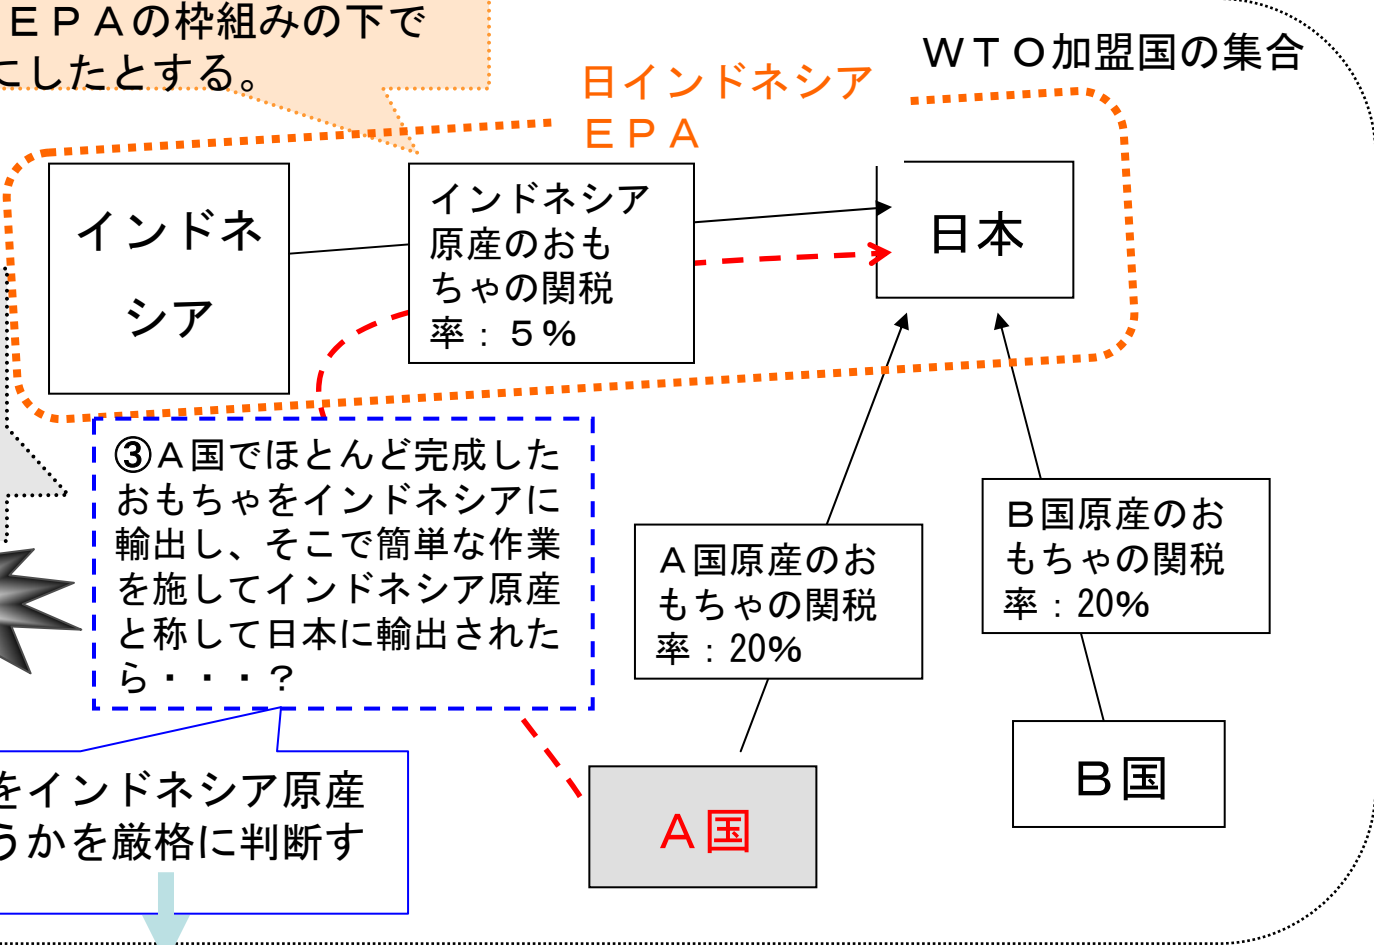 ＥＰＡの枠組みの下で
にしたとする。
日インドネシア
ＥＰＡ
ＷＴＯ加盟国の集合
インドネ
シア
インドネシア
原産のおも
ちゃの関税
率：５％
日本
③Ａ国でほとんど完成した
おもちゃをインドネシアに
輸出し、そこで簡単な作業
を施してインドネシア原産
と称して日本に輸出された
ら・・・？
Ａ国原産のお
もちゃの関税
率：20%
Ｂ国原産のお
もちゃの関税
率：20%
をインドネシア原産
うかを厳格に判断す
Ａ国
Ｂ国